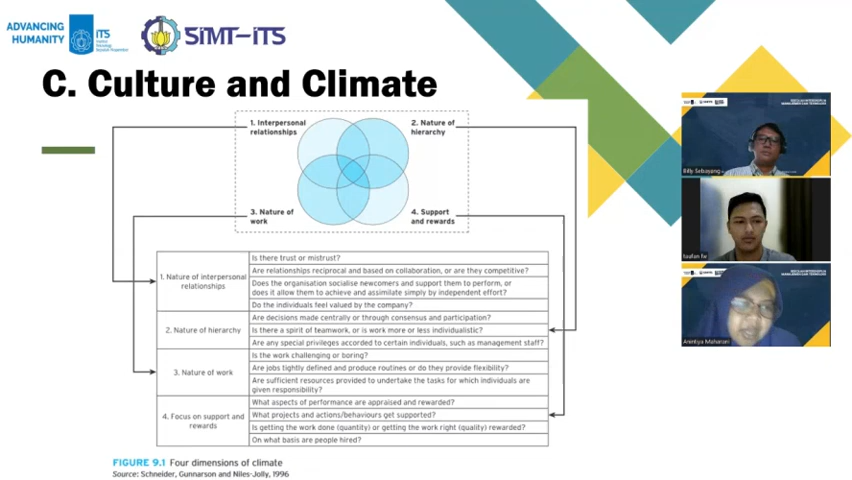 ADVANCING
HUMANITY
iTS
Institut
Teknologi
Sepuluh Nopember
SiMT-iTS
C. Culture and Climate
1. Interpersonal
relationships
2. Nature of
hierarchy
3. Nature of
work
4. Support
and rewards
1. Nature of interpersonal
relationships
Is there trust or mistrust?
Are relationships reciprocal and based on collaboration, or are they competitive?
Does the organisation socialise newcomers and support them to perform, or
does it allow them to achieve and assimilate simply by independent effort?
Do the individuals feel valued by the company?
2. Nature of hierarchy
Are decisions made centrally or through consensus and participation?
Is there a spirit of teamwork, or is work more or less individualistic?
Are any special privileges accorded to certain individuals, such as management staff?
3. Nature of work
Is the work challenging or boring?
Are jobs tightly defined and produce routines or do they provide flexibility?
Are sufficient resources provided to undertake the tasks for which individuals are
given responsibility?
4. Focus on support and
rewards
What aspects of performance are appraised and rewarded?
What projects and actions/behaviours get supported?
Is getting the work done (quantity) or getting the work right (quality) rewarded?
On what basis are people hired?
FIGURE 9.1 Four dimensions of climate
Source: Schneider, Gunnarson and Niles-Jolly, 1996
Billy Sebayang
taufan fie
Anintiya Maharani